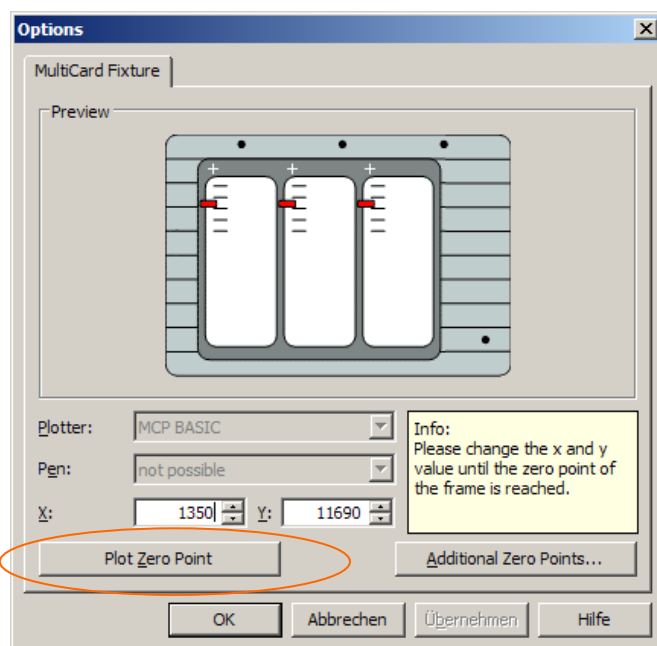 Options
MultiCard Fixture
Preview
Plotter: MCP BASIC
Pen: not possible
X: 1350 Y: 11690
Info:
Please change the x and y
value until the zero point of
the frame is reached.
Plot Zero Point Additional Zero Points...
OK Abbrechen Übernehmen Hilfe